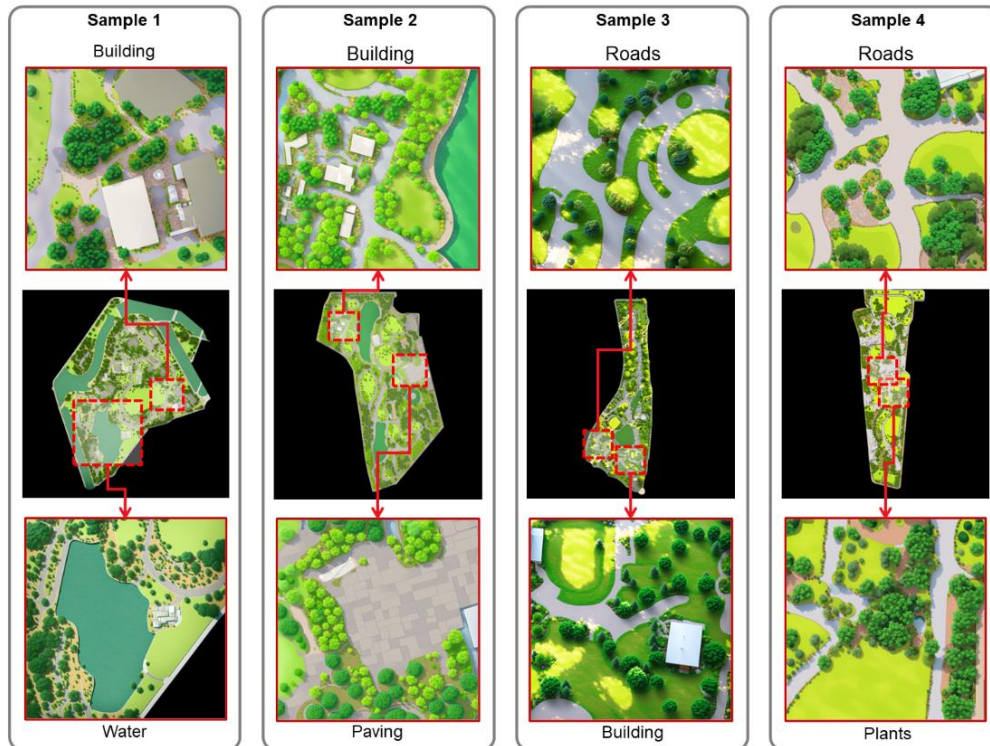 Sample 1
Building
Water
Sample 2
Building
Paving
Sample 3
Roads
Building
Sample 4
Roads
Plants